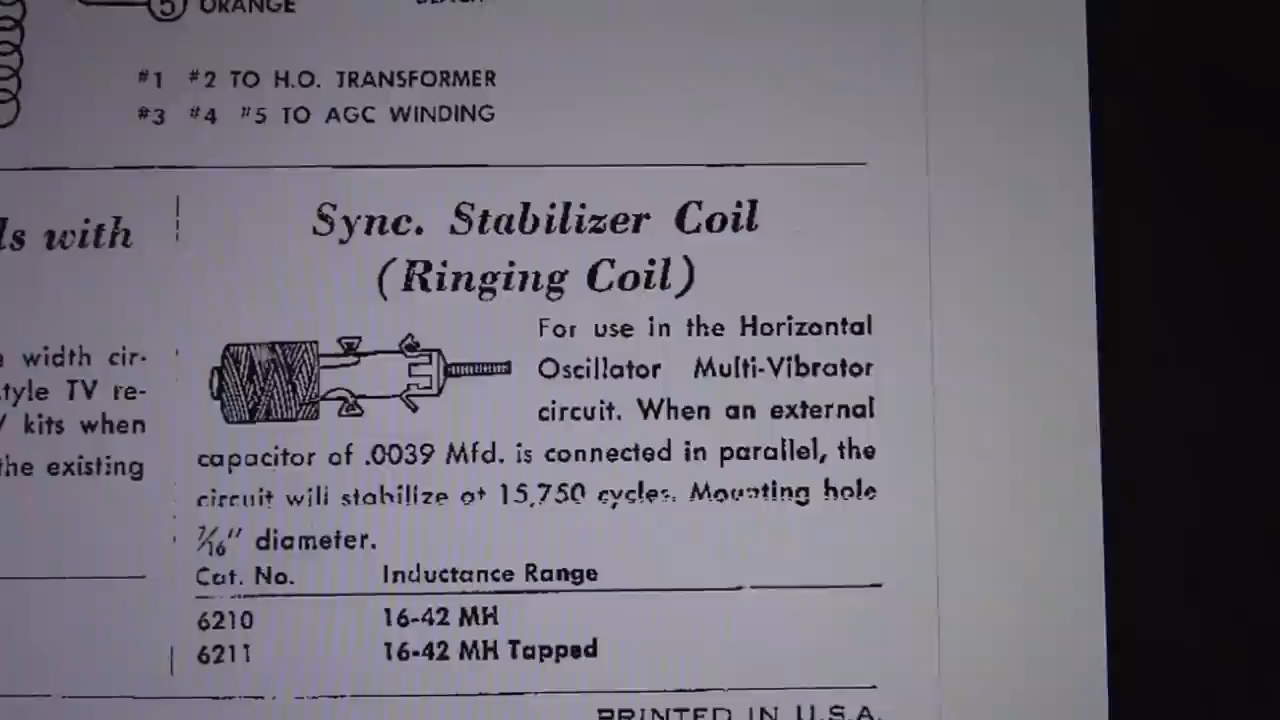 5 ORANGE
#1 #2 TO H.O. TRANSFORMER
#3 #4 #5 TO AGC WINDING
ls with
width cir-
tyle TV re-
kits when
the existing
Sync. Stabilizer Coil
(Ringing Coil)
For use in the Horizontal
Oscillator Multi-Vibrator
circuit. When an external
capacitor of .0039 Mfd. is connected in parallel, the
circuit will stabilize at 15,750 cycles. Mounting hole
7/16" diameter.
Cat. No. Inductance Range
6210 16-42 MH
6211 16-42 MH Tapped
PRINTED IN U.S.A.